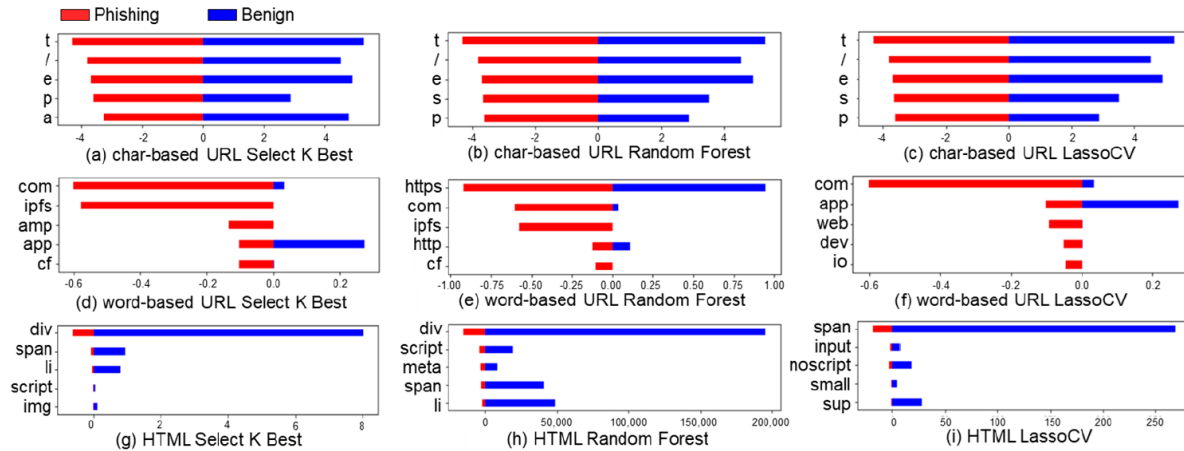 Phishing Benign
t
/
e
p
a
-4 -2 0 2 4
(a) char-based URL Select K Best
t
/
e
s
p
-4 -2 0 2 4
(b) char-based URL Random Forest
t
/
e
s
p
-4 -2 0 2 4
(c) char-based URL LassoCV
com
ipfs
amp
app
cf
-0.6 -0.4 -0.2 0.0 0.2
(d) word-based URL Select K Best
https
com
ipfs
http
cf
-1.00 -0.75 -0.50 -0.25 0.00 0.25 0.50 0.75 1.00
(e) word-based URL Random Forest
com
app
web
dev
io
-0.6 -0.4 -0.2 0.0 0.2
(f) word-based URL LassoCV
div
span
li
script
img
0 2 4 6 8
(g) HTML Select K Best
div
script
meta
span
li
0 50,000 100,000 150,000 200,000
(h) HTML Random Forest
span
input
noscript
small
sup
0 50 100 150 200 250
(i) HTML LassoCV